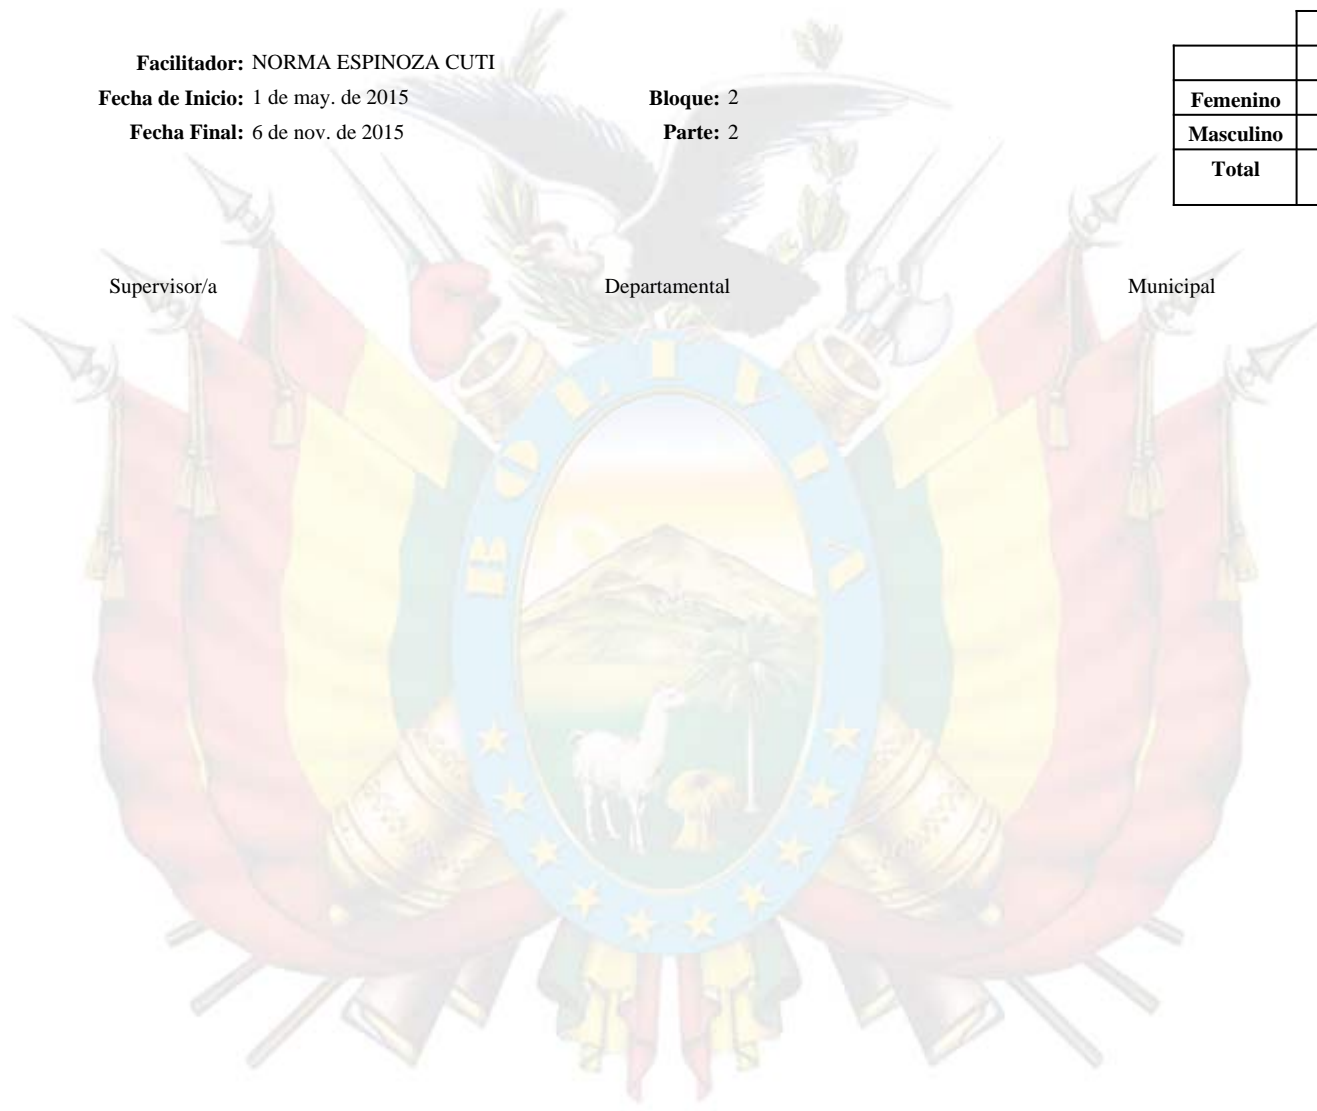 Facilitador: NORMA ESPINOZA CUTI
Fecha de Inicio: 1 de may. de 2015 Bloque: 2
Fecha Final: 6 de nov. de 2015 Parte: 2
Femenino
Masculino
Total
Supervisor/a Departamental Municipal
BOLIVIA